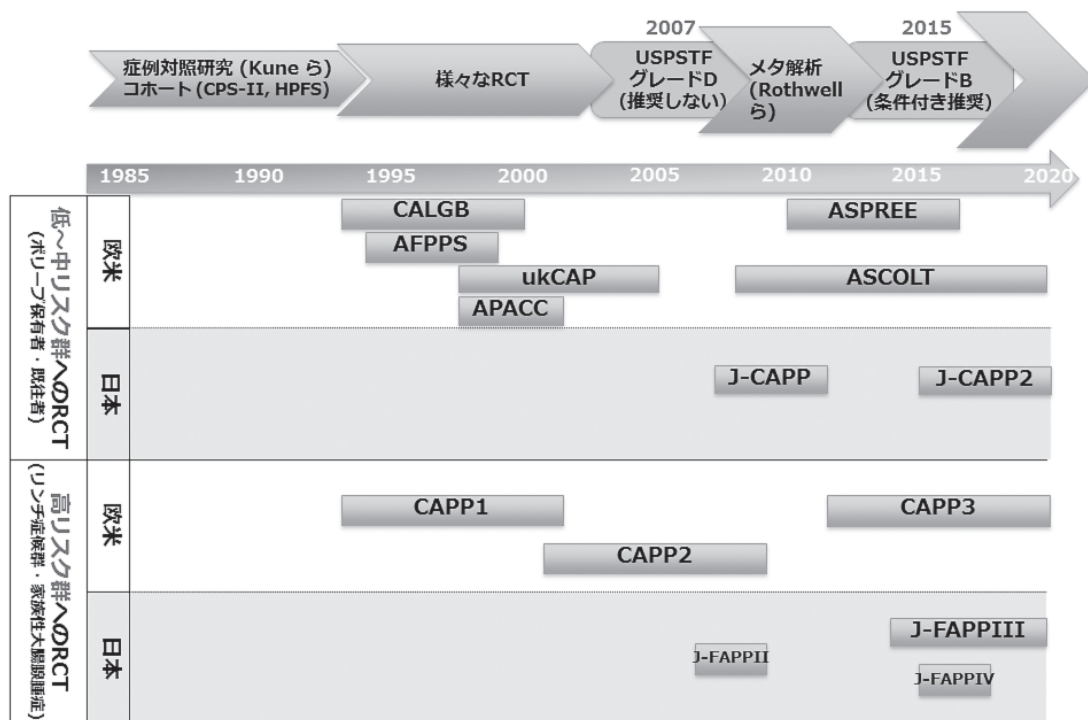 2007
2015
症例対照研究 (Kune ら)
コホート (CPS-II, HPFS)
様々なRCT
USPSTF
グレードD
(推奨しない)
メタ解析
(Rothwell
ら)
USPSTF
グレードB
(条件付き推奨)
1985 1990 1995 2000 2005 2010 2015 2020
低~中リスク群へのRCT
(ポリープ保有者・既往者)
欧米
CALGB
ASPREE
AFPPS
ukCAP
ASCOLT
APACC
日本
J-CAPP
J-CAPP2
高リスク群へのRCT
(リンチ症候群・家族性大腸腺腫症)
欧米
CAPP1
CAPP3
CAPP2
日本
J-FAPPIII
J-FAPPII
J-FAPPIV